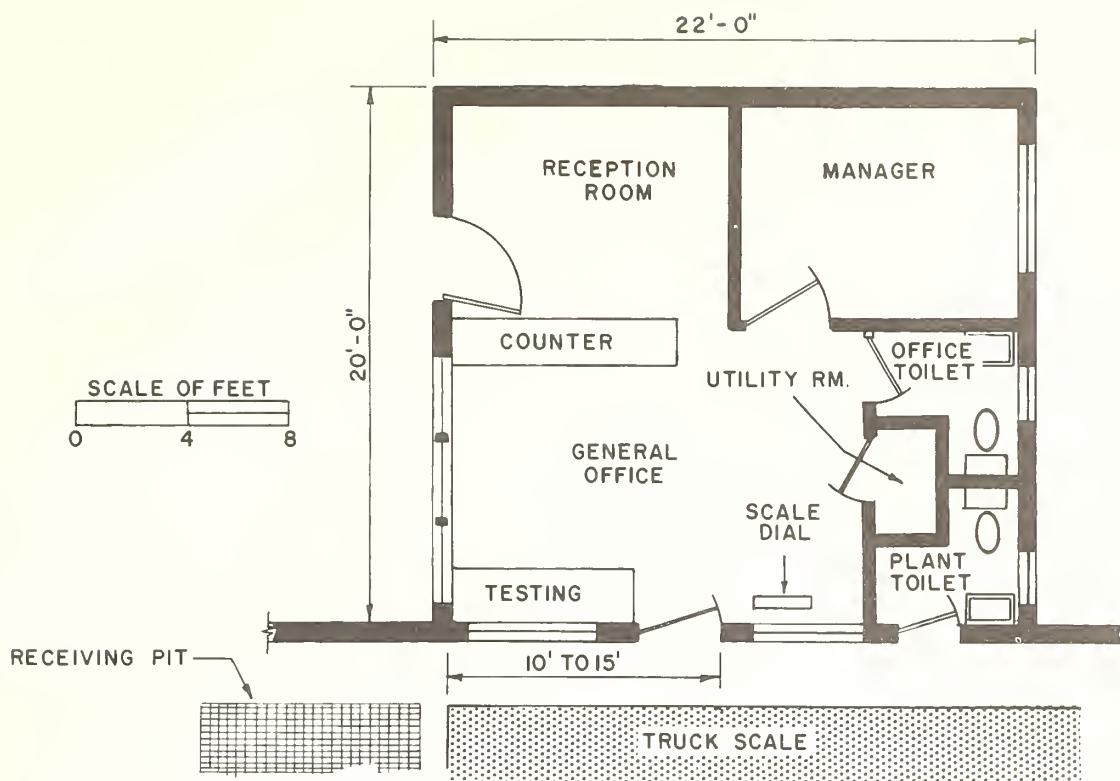 22'-0"
RECEPTION
ROOM
MANAGER
20'-0"
COUNTER
OFFICE
TOILET
UTILITY RM.
SCALE OF FEET
0 4 8
GENERAL
OFFICE
SCALE
DIAL
PLANT
TOILET
TESTING
RECEIVING PIT
10' TO 15'
TRUCK SCALE